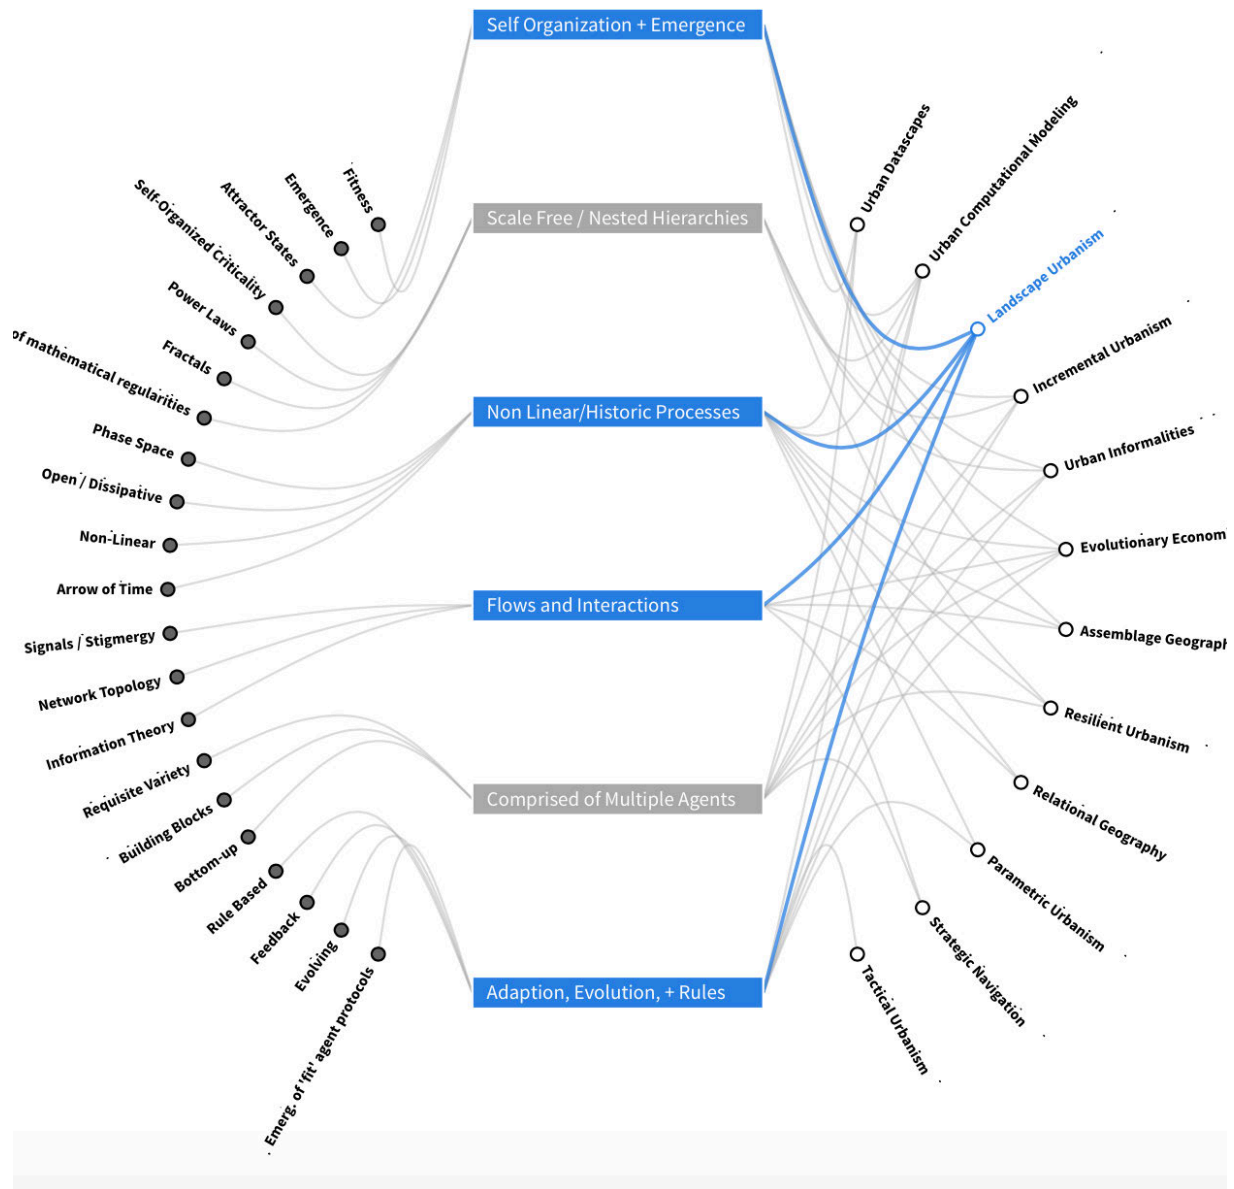 Self Organization + Emergence
Scale Free / Nested Hierarchies
Non Linear/Historic Processes
Flows and Interactions
Comprised of Multiple Agents
Adaption, Evolution, + Rules
Fitness
Emergence
Attractor States
Self-Organized Criticality
Power Laws
Fractals
of mathematical regularities
Phase Space
Open / Dissipative
Non-Linear
Arrow of Time
Signals / Stigmergy
Network Topology
Information Theory
Requisite Variety
Building Blocks
Bottom-up
Rule Based
Feedback
Evolving
Emerg. of 'fit' agent protocols
Urban Datascapes
Urban Computational Modeling
Landscape Urbanism
Incremental Urbanism
Urban Informalities
Evolutionary Econom
Assemblage Geograph
Resilient Urbanism
Relational Geography
Parametric Urbanism
Strategic Navigation
Tactical Urbanism